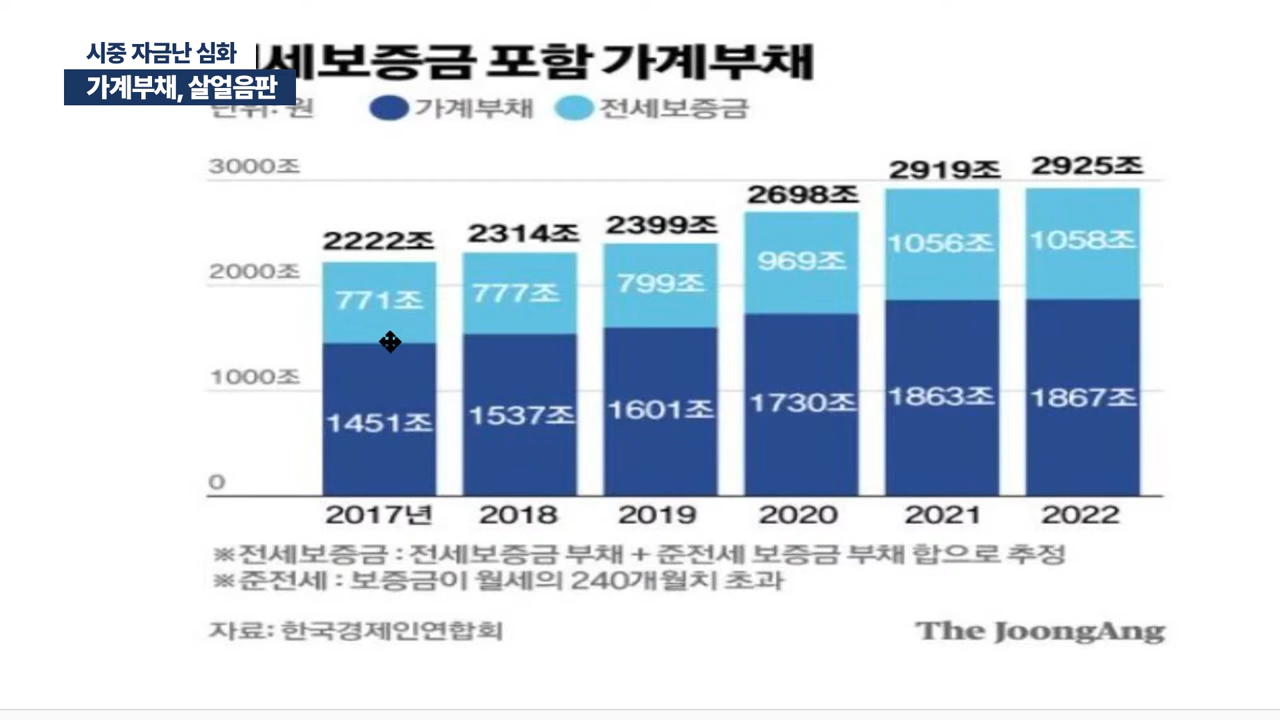 시중 자금난 심화
가계부채, 살얼음판
세보증금 포함 가계부채
단위: 원
가계부채
전세보증금
3000조
2000조
1000조
0
2222조
2314조
2399조
2698조
2919조
2925조
771조
777조
799조
969조
1056조
1058조
1451조
1537조
1601조
1730조
1863조
1867조
2017년
2018
2019
2020
2021
2022
※전세보증금 : 전세보증금 부채 + 준전세 보증금 부채 합으로 추정
※준전세 : 보증금이 월세의 240개월치 초과
자료: 한국경제인연합회
The JoongAng